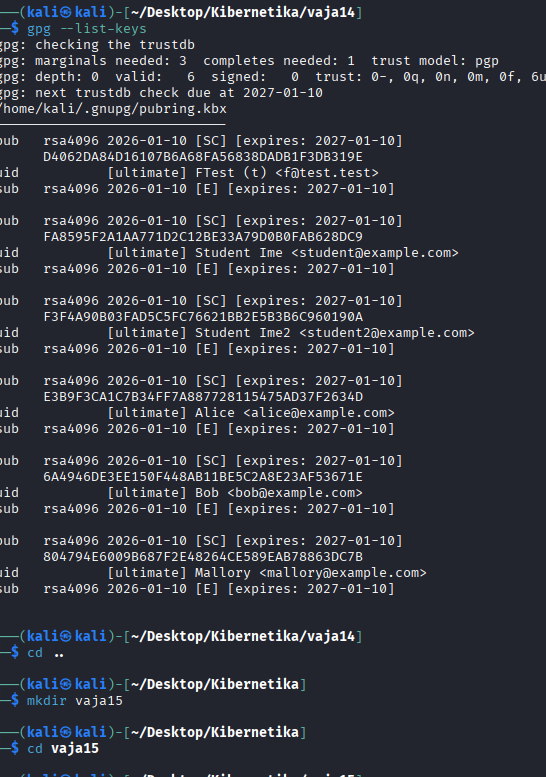 ──(kali㉿kali)-[~/Desktop/Kibernetika/vaja14]
─$ gpg --list-keys
gpg: checking the trustdb
gpg: marginals needed: 3  completes needed: 1  trust model: pgp
gpg: depth: 0  valid:   6  signed:   0  trust: 0-, 0q, 0n, 0m, 0f, 6u
gpg: next trustdb check due at 2027-01-10
/home/kali/.gnupg/pubring.kbx
─────────────────────────────
pub   rsa4096 2026-01-10 [SC] [expires: 2027-01-10]
      D4062DA84D16107B6A68FA56838DADB1F3DB319E
uid           [ultimate] FTest (t) <f@test.test>
sub   rsa4096 2026-01-10 [E] [expires: 2027-01-10]
pub   rsa4096 2026-01-10 [SC] [expires: 2027-01-10]
      FA8595F2A1AA771D2C12BE33A79D0B0FAB628DC9
uid           [ultimate] Student Ime <student@example.com>
sub   rsa4096 2026-01-10 [E] [expires: 2027-01-10]
pub   rsa4096 2026-01-10 [SC] [expires: 2027-01-10]
      F3F4A90B03FAD5C5FC76621BB2E5B3B6C960190A
uid           [ultimate] Student Ime2 <student2@example.com>
sub   rsa4096 2026-01-10 [E] [expires: 2027-01-10]
pub   rsa4096 2026-01-10 [SC] [expires: 2027-01-10]
      E3B9F3CA1C7B34FF7A887728115475AD37F2634D
uid           [ultimate] Alice <alice@example.com>
sub   rsa4096 2026-01-10 [E] [expires: 2027-01-10]
pub   rsa4096 2026-01-10 [SC] [expires: 2027-01-10]
      6A4946DE3EE150F448AB11BE5C2A8E23AF53671E
uid           [ultimate] Bob <bob@example.com>
sub   rsa4096 2026-01-10 [E] [expires: 2027-01-10]
pub   rsa4096 2026-01-10 [SC] [expires: 2027-01-10]
      804794E6009B687F2E48264CE589EAB78863DC7B
uid           [ultimate] Mallory <mallory@example.com>
sub   rsa4096 2026-01-10 [E] [expires: 2027-01-10]
──(kali㉿kali)-[~/Desktop/Kibernetika/vaja14]
─$ cd ..
──(kali㉿kali)-[~/Desktop/Kibernetika]
─$ mkdir vaja15
──(kali㉿kali)-[~/Desktop/Kibernetika]
─$ cd vaja15